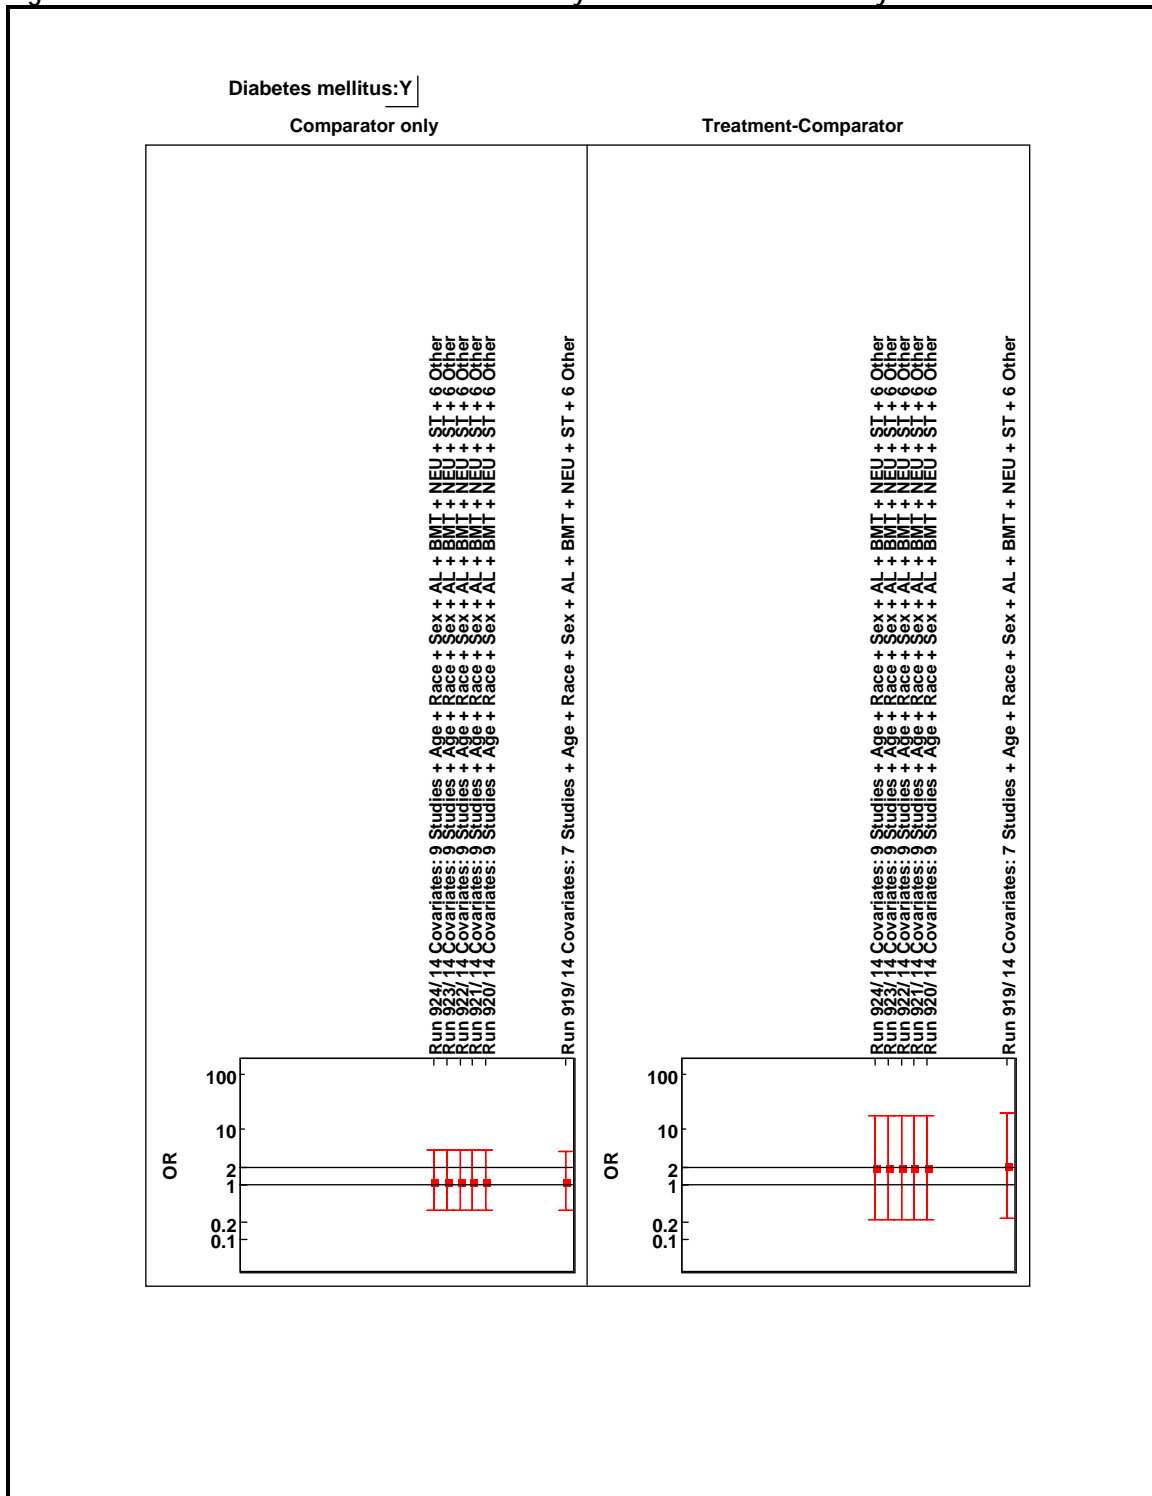 Diabetes mellitus:Y
Comparator only
Treatment-Comparator
Run 924/ 14 Covariates: 9 Studies + Age + Race + Sex + AL + BMT + NEU + ST + 6 Other
Run 923/ 14 Covariates: 9 Studies + Age + Race + Sex + AL + BMT + NEU + ST + 6 Other
Run 922/ 14 Covariates: 9 Studies + Age + Race + Sex + AL + BMT + NEU + ST + 6 Other
Run 921/ 14 Covariates: 9 Studies + Age + Race + Sex + AL + BMT + NEU + ST + 6 Other
Run 920/ 14 Covariates: 9 Studies + Age + Race + Sex + AL + BMT + NEU + ST + 6 Other
Run 919/ 14 Covariates: 7 Studies + Age + Race + Sex + AL + BMT + NEU + ST + 6 Other
OR
100
10
2
1
0.2
0.1
Run 924/ 14 Covariates: 9 Studies + Age + Race + Sex + AL + BMT + NEU + ST + 6 Other
Run 923/ 14 Covariates: 9 Studies + Age + Race + Sex + AL + BMT + NEU + ST + 6 Other
Run 922/ 14 Covariates: 9 Studies + Age + Race + Sex + AL + BMT + NEU + ST + 6 Other
Run 921/ 14 Covariates: 9 Studies + Age + Race + Sex + AL + BMT + NEU + ST + 6 Other
Run 920/ 14 Covariates: 9 Studies + Age + Race + Sex + AL + BMT + NEU + ST + 6 Other
Run 919/ 14 Covariates: 7 Studies + Age + Race + Sex + AL + BMT + NEU + ST + 6 Other
OR
100
10
2
1
0.2
0.1